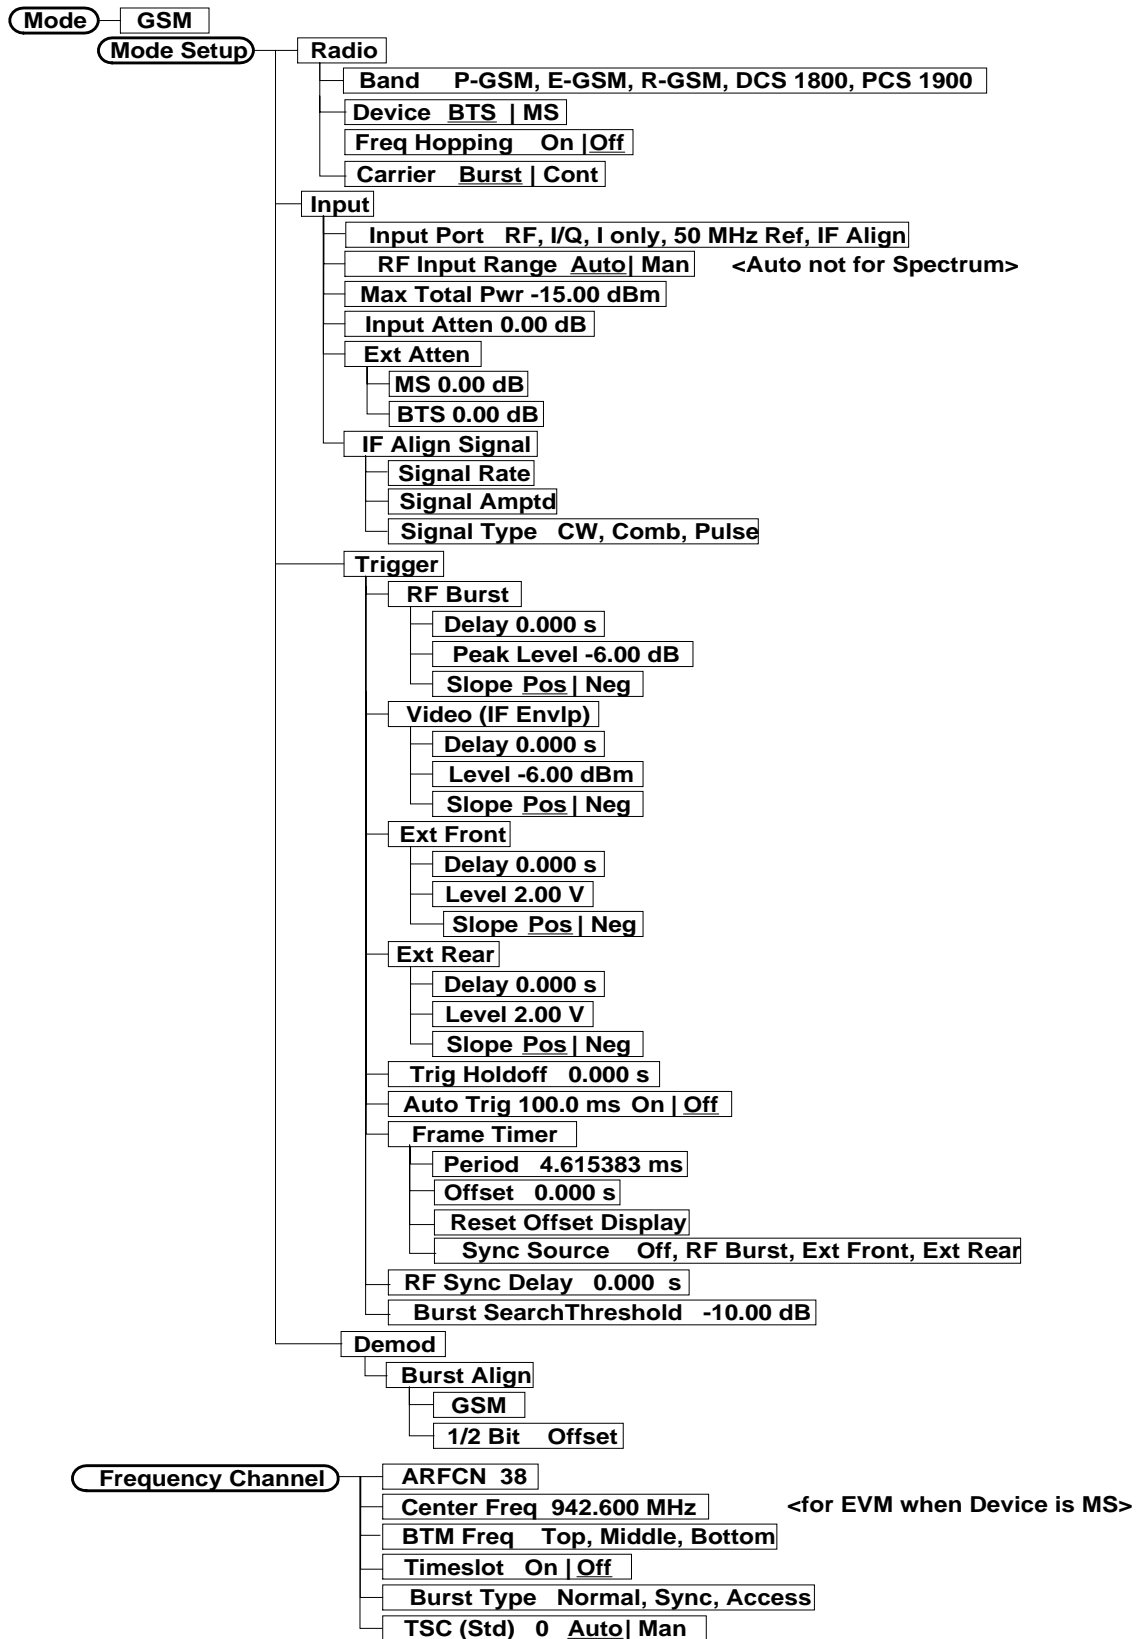 Mode GSM
Mode Setup Radio
Band P-GSM, E-GSM, R-GSM, DCS 1800, PCS 1900
Device BTS | MS
Freq Hopping On |Off
Carrier Burst | Cont
Input
Input Port RF, I/Q, I only, 50 MHz Ref, IF Align
RF Input Range Auto| Man <Auto not for Spectrum>
Max Total Pwr -15.00 dBm
Input Atten 0.00 dB
Ext Atten
MS 0.00 dB
BTS 0.00 dB
IF Align Signal
Signal Rate
Signal Amptd
Signal Type CW, Comb, Pulse
Trigger
RF Burst
Delay 0.000 s
Peak Level -6.00 dB
Slope Pos | Neg
Video (IF Envlp)
Delay 0.000 s
Level -6.00 dBm
Slope Pos | Neg
Ext Front
Delay 0.000 s
Level 2.00 V
Slope Pos | Neg
Ext Rear
Delay 0.000 s
Level 2.00 V
Slope Pos | Neg
Trig Holdoff 0.000 s
Auto Trig 100.0 ms On | Off
Frame Timer
Period 4.615383 ms
Offset 0.000 s
Reset Offset Display
Sync Source Off, RF Burst, Ext Front, Ext Rear
RF Sync Delay 0.000 s
Burst SearchThreshold -10.00 dB
Demod
Burst Align
GSM
1/2 Bit Offset
Frequency Channel ARFCN 38
Center Freq 942.600 MHz <for EVM when Device is MS>
BTM Freq Top, Middle, Bottom
Timeslot On | Off
Burst Type Normal, Sync, Access
TSC (Std) 0 Auto| Man